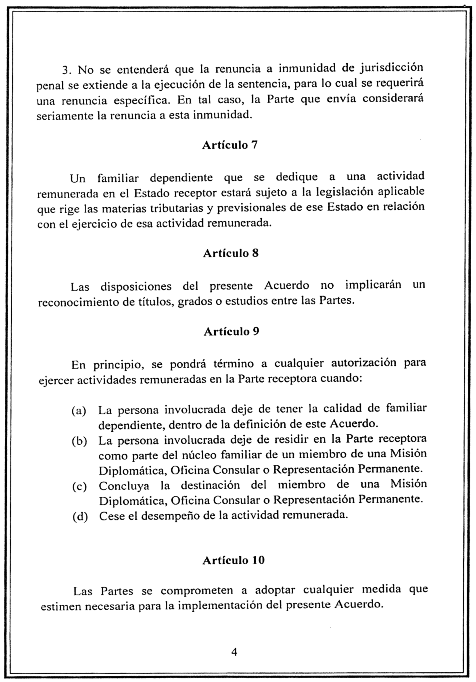 3. No se entenderá que la renuncia a inmunidad de jurisdicción
penal se extiende a la ejecución de la sentencia, para lo cual se requerirá
una renuncia específica. En tal caso, la Parte que envía considerará
seriamente la renuncia a esta inmunidad.
Artículo 7
Un familiar dependiente que se dedique a una actividad
remunerada en el Estado receptor estará sujeto a la legislación aplicable
que rige las materias tributarias y previsionales de ese Estado en relación
con el ejercicio de esa actividad remunerada.
Artículo 8
Las disposiciones del presente Acuerdo no implicarán un
reconocimiento de títulos, grados o estudios entre las Partes.
Artículo 9
En principio, se pondrá término a cualquier autorización para
ejercer actividades remuneradas en la Parte receptora cuando:
(a) La persona involucrada deje de tener la calidad de familiar
dependiente, dentro de la definición de este Acuerdo.
(b) La persona involucrada deje de residir en la Parte receptora
como parte del núcleo familiar de un miembro de una Misión
Diplomática, Oficina Consular o Representación Permanente.
(c) Concluya la destinación del miembro de una Misión
Diplomática, Oficina Consular o Representación Permanente.
(d) Cese el desempeño de la actividad remunerada.
Artículo 10
Las Partes se comprometen a adoptar cualquier medida que
estimen necesaria para la implementación del presente Acuerdo.
4